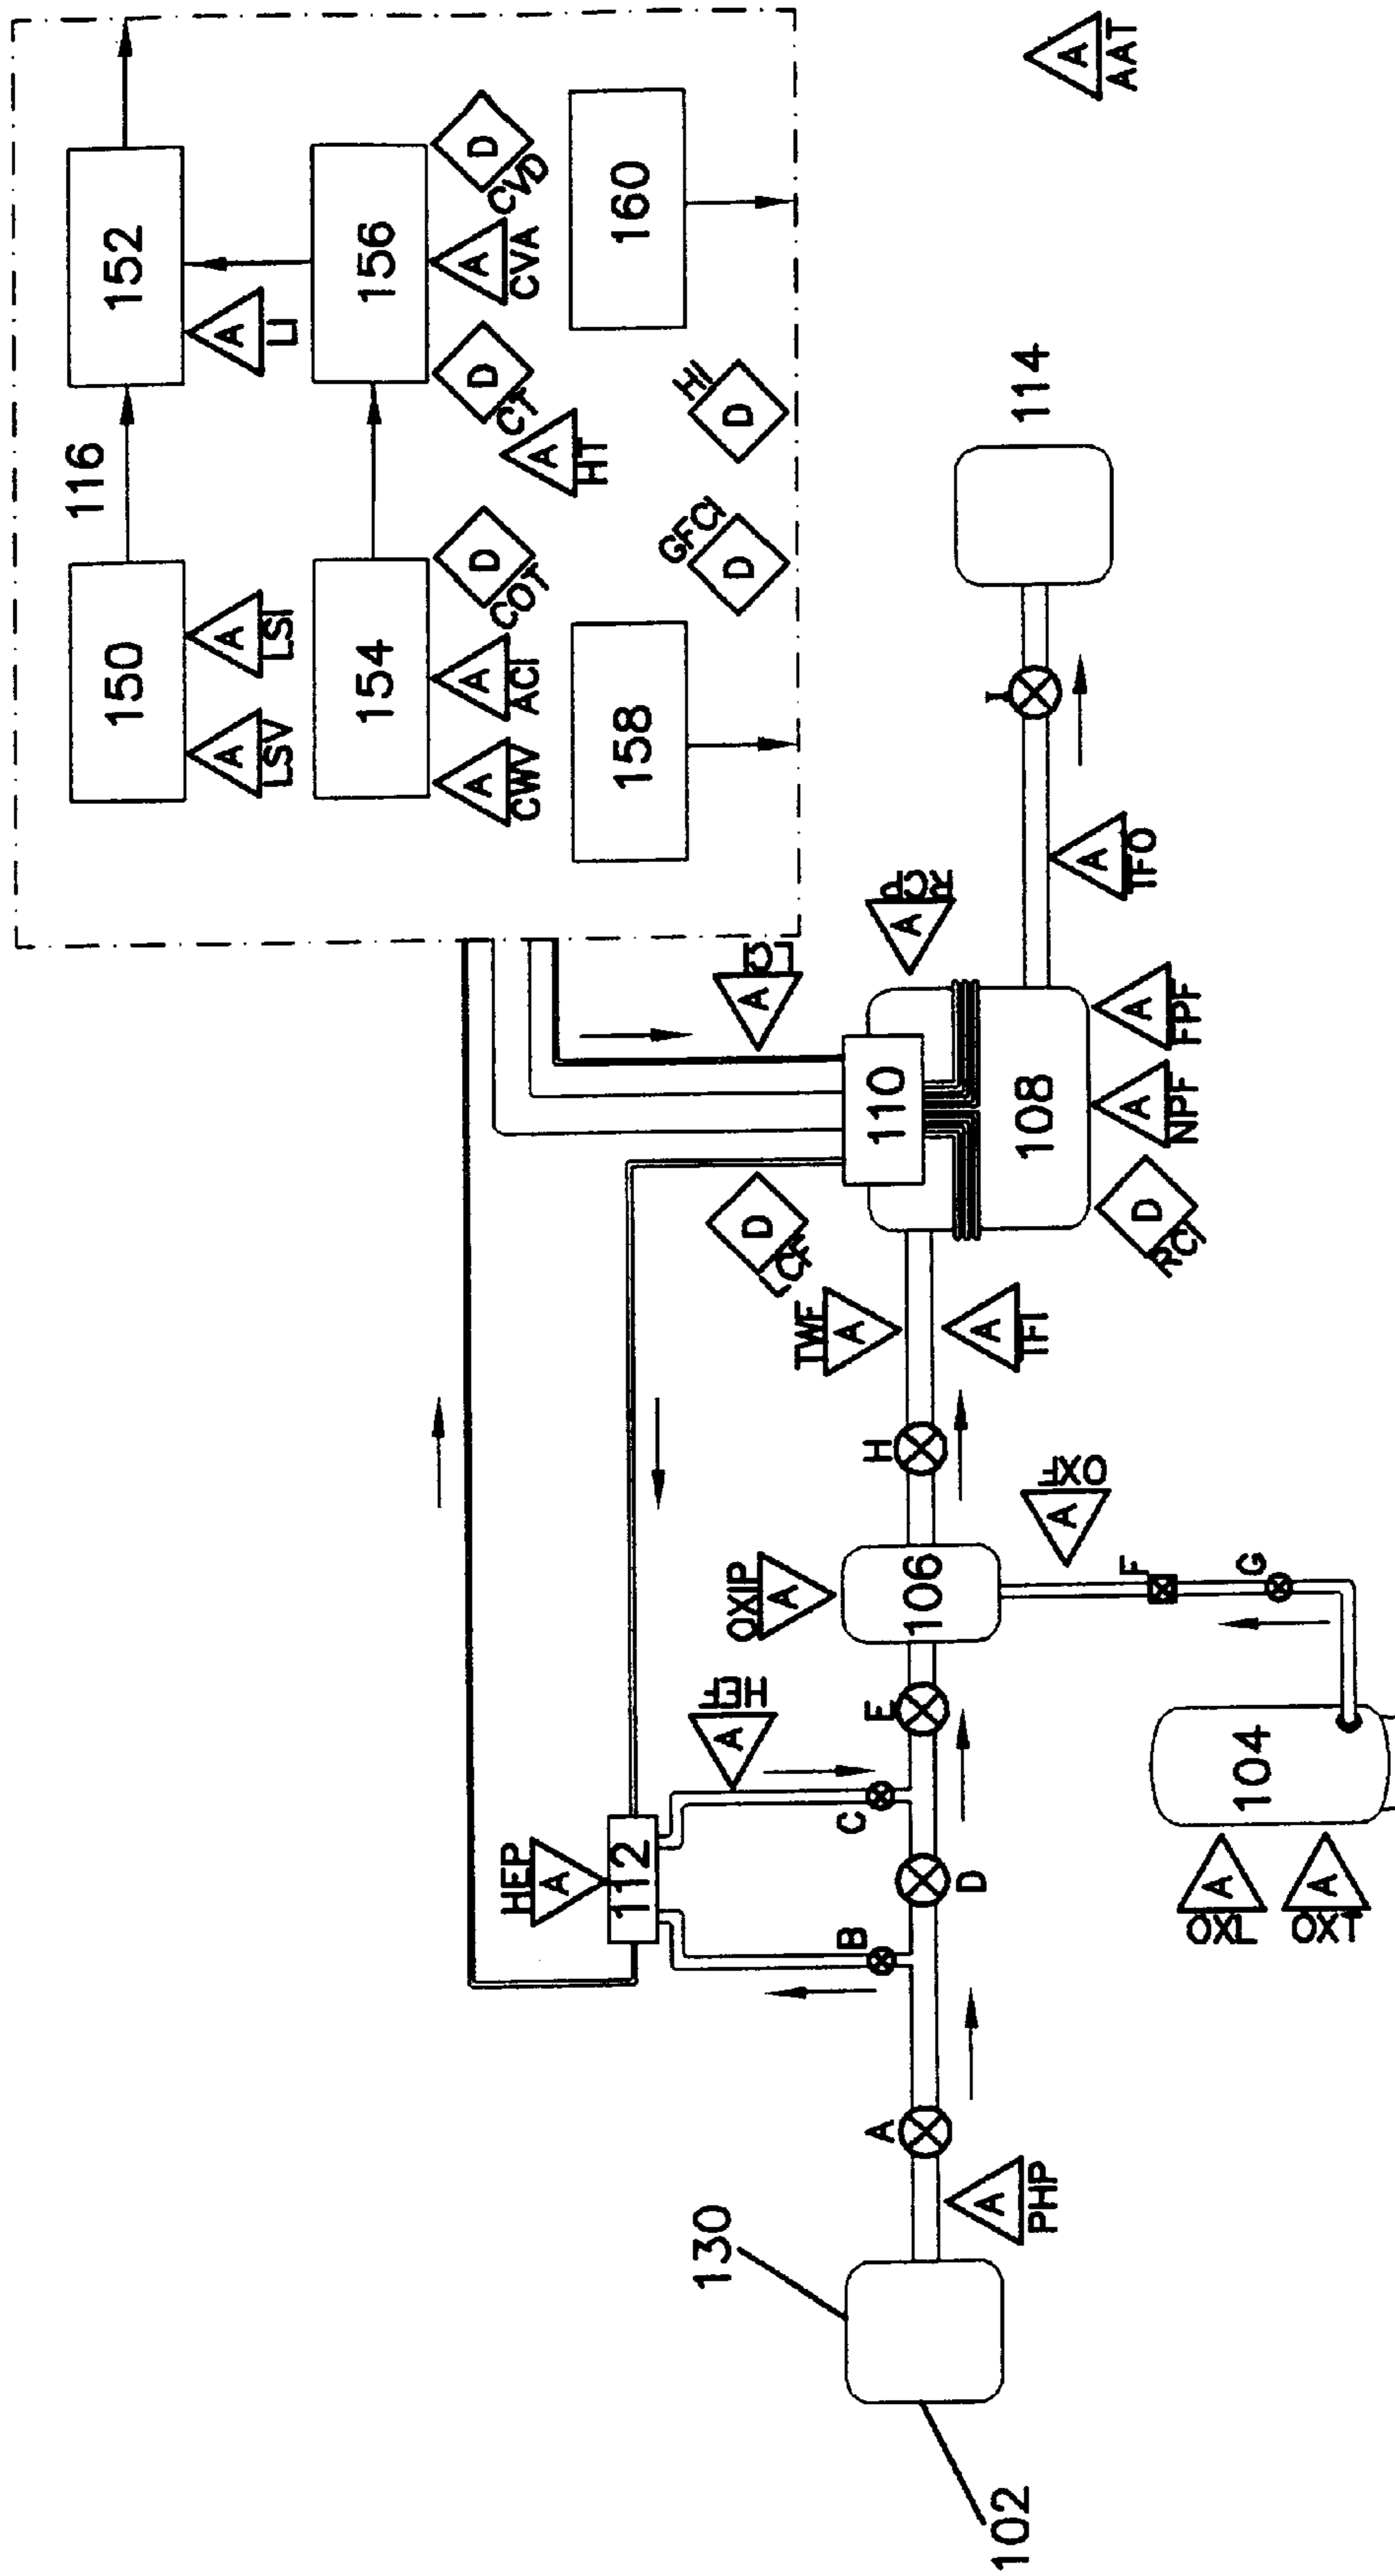 116
150
152
A
A
A
LSV
LSI
LI
154
156
A
A
D
D
A
D
CWV
ACI
COT
CT
CVA
CVD
A
HT
158
160
HEP
A
112
GFCI
HI
D
D
HEF
A
OXIP
A
LCF
D
LCI
A
TWF
A
130
B
C
E
H
110
RCP
A
A
D
106
A
TFI
108
I
PHP
A
102
OXF
A
A
TFO
114
F
G
D
RCI
A
NPF
A
FPF
A
AAT
104
A
OXL
A
OXT